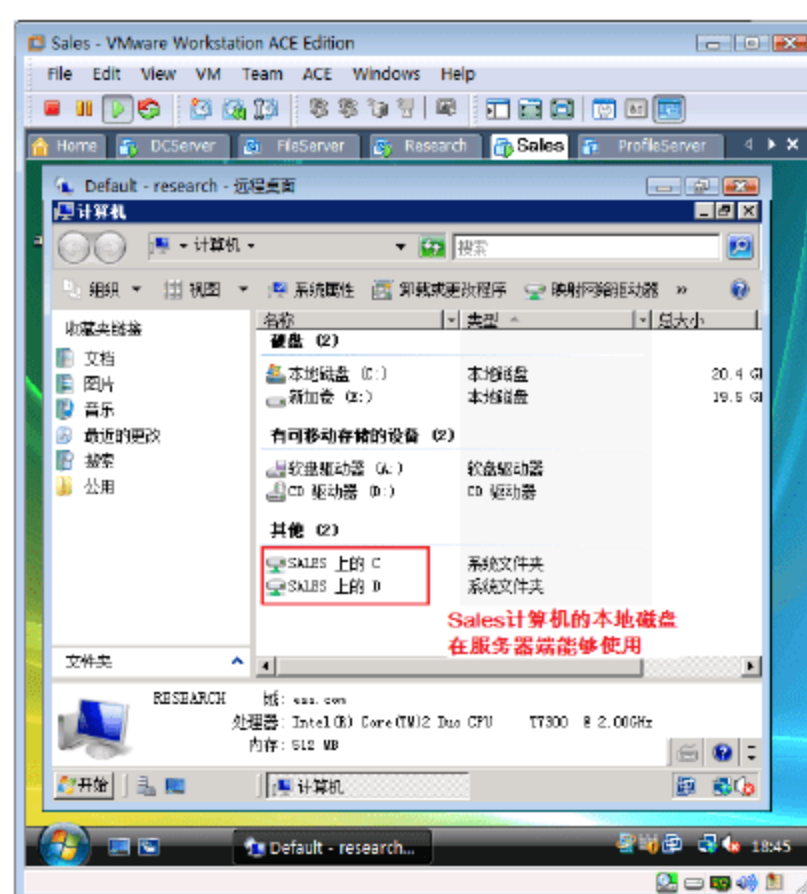 Sales - VMware Workstation ACE Edition
File Edit View VM Team ACE Windows Help
Home DCServer FileServer Research Sales ProfileServer
Default - research - 远程桌面
计算机
计算机 搜索
组织 视图 系统属性 卸载或更改程序 映射网络驱动器 »
收藏夹链接
文档
图片
音乐
最近的更改
搜索
公用
名称 类型 总大小
硬盘 (2)
本地磁盘 (C:) 本地磁盘 20.4 G
新加卷 (E:) 本地磁盘 19.5 G
有可移动存储的设备 (2)
软盘驱动器 (A:) 软盘驱动器
CD 驱动器 (D:) CD 驱动器
其他 (2)
SALES 上的 C 系统文件夹
SALES 上的 D 系统文件夹
Sales计算机的本地磁盘
在服务器端能够使用
文件夹
RESEARCH 域: .com
处理器: Intel(R) Core(TM)2 Duo CPU T7300 @ 2.00GHz
内存: 512 MB
开始 计算机
Default - research... 18:45